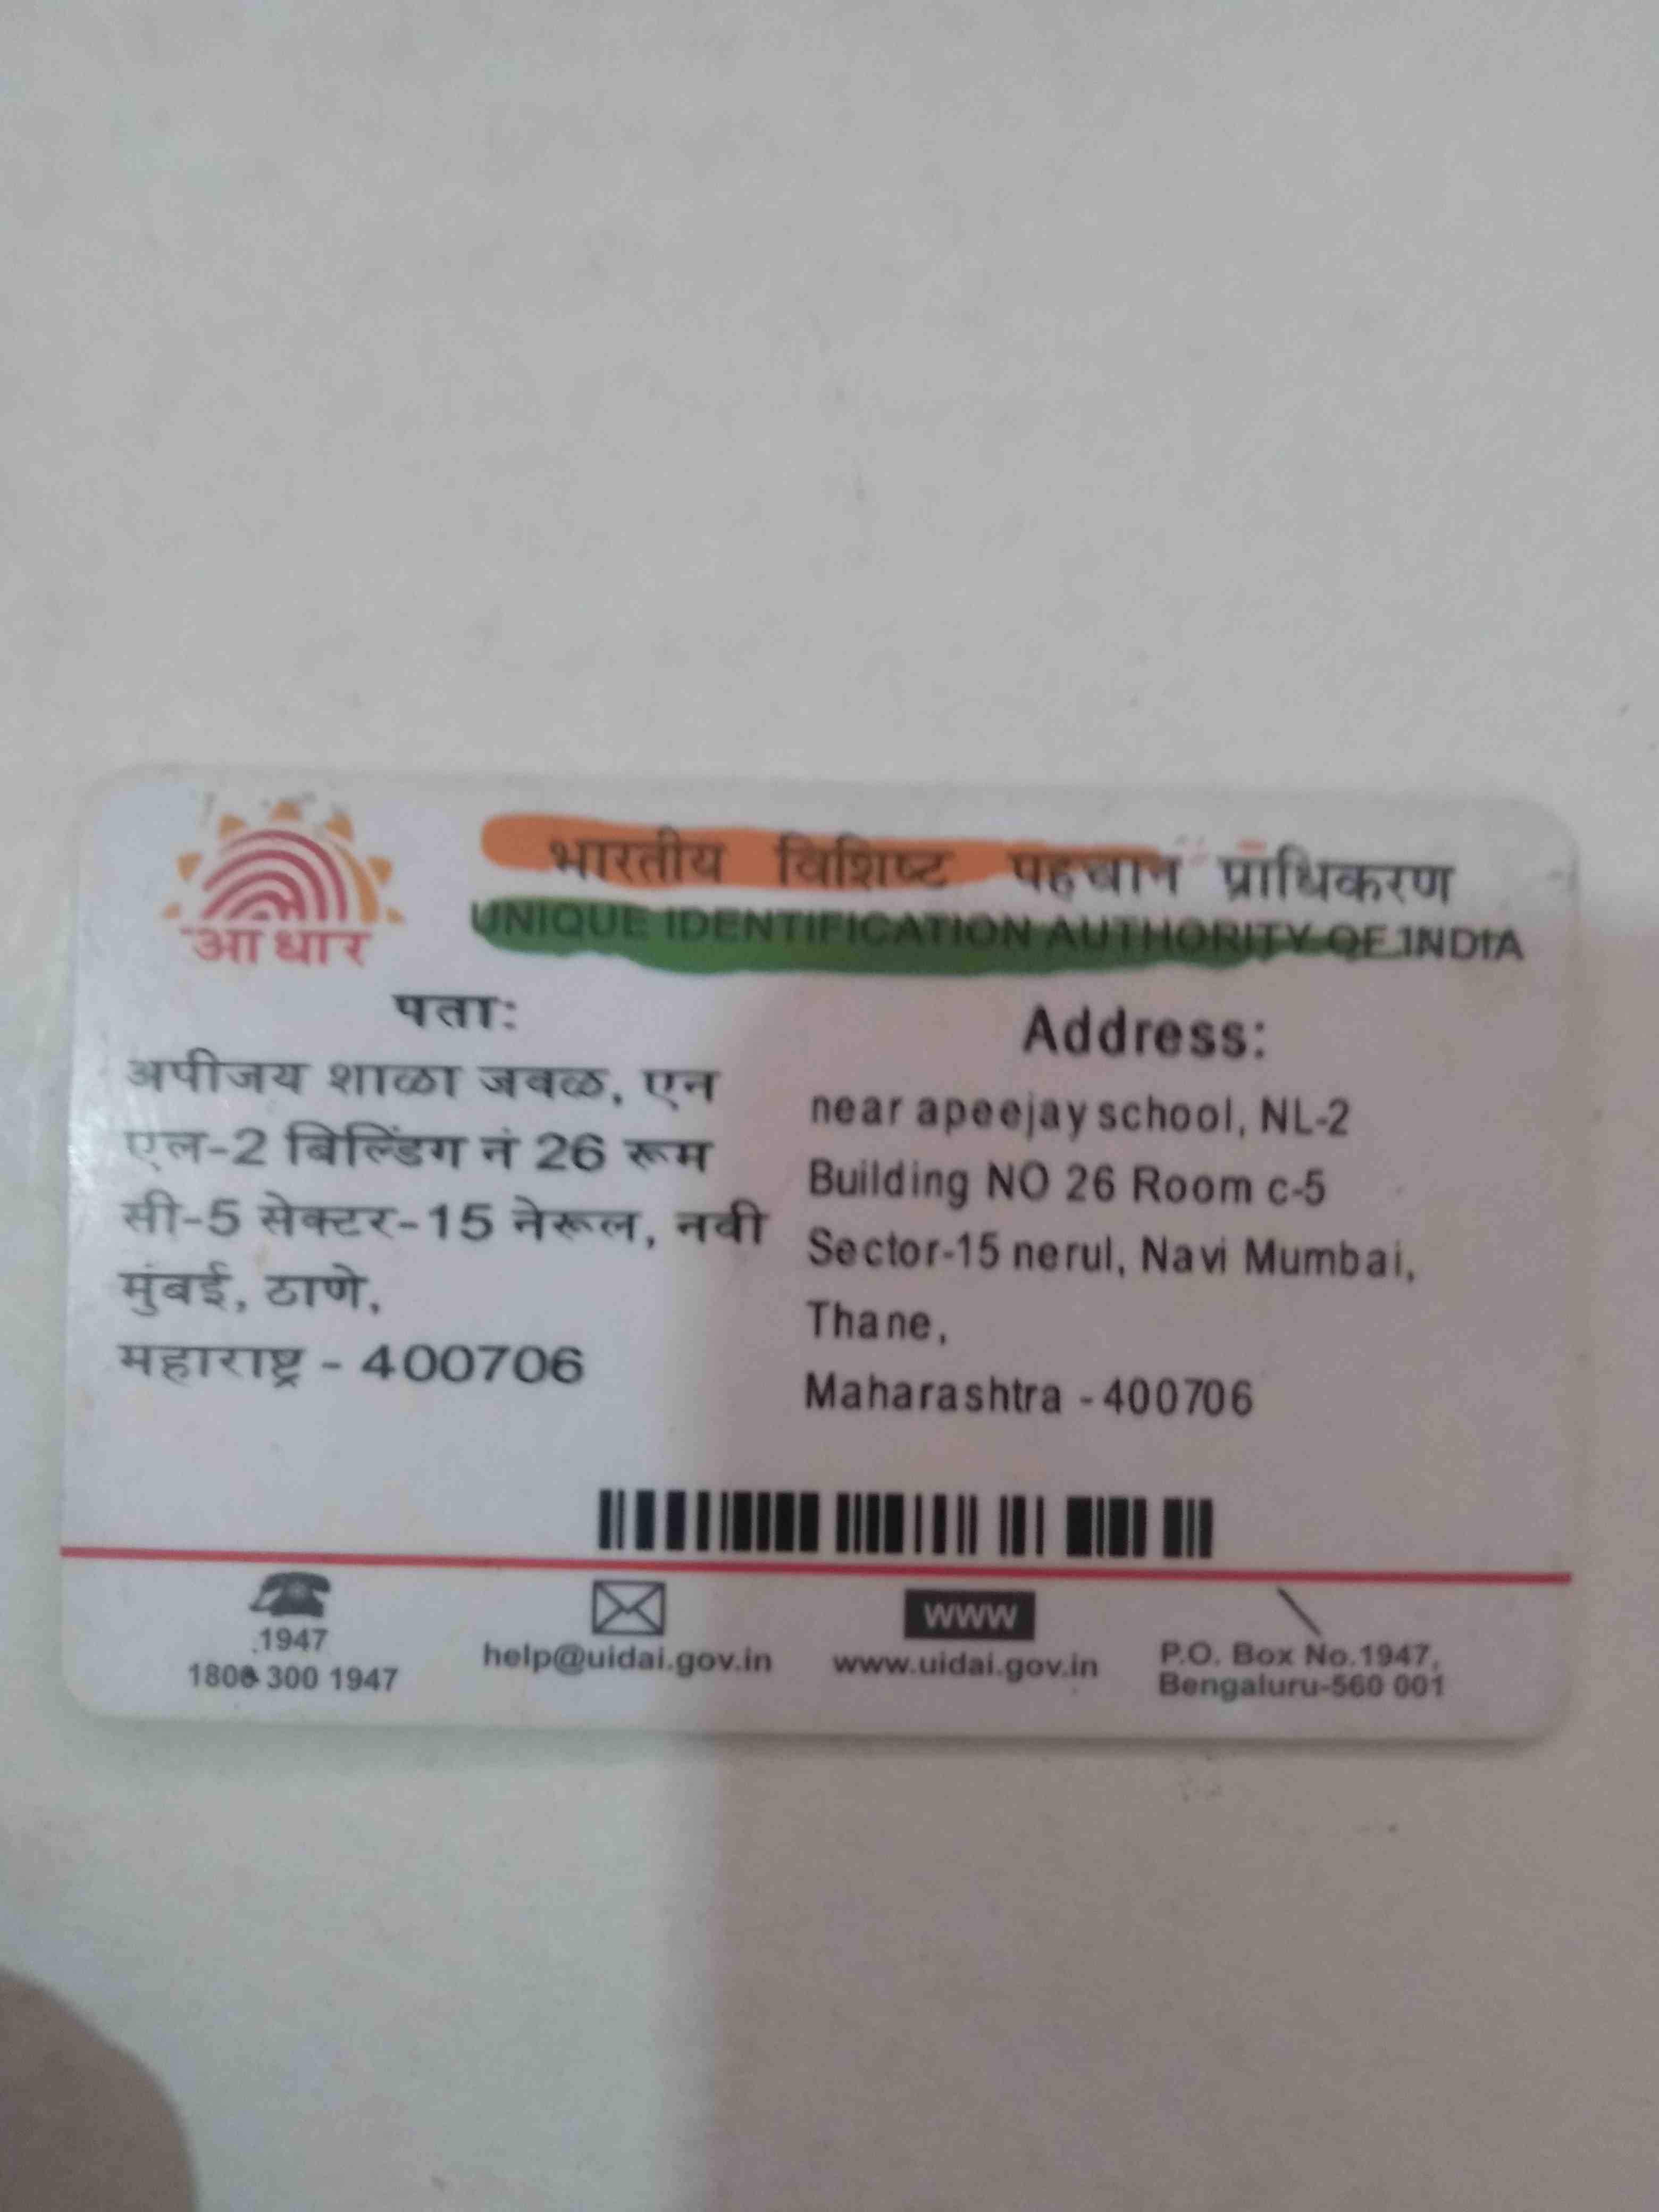 आधार
भारतीय विशिष्ट पहचान प्राधिकरण
UNIQUE IDENTIFICATION AUTHORITY OF INDIA
पता:
अपीजय शाळा जवळ, एन
एल-2 बिल्डिंग नं 26 रूम
सी-5 सेक्टर-15 नेरूल, नवी
मुंबई, ठाणे,
महाराष्ट्र - 400706
Address:
near apeejay school, NL-2
Building NO 26 Room c-5
Sector-15 nerul, Navi Mumbai,
Thane,
Maharashtra - 400706
1947
1800 300 1947
help@uidai.gov.in
www
www.uidai.gov.in
P.O. Box No.1947,
Bengaluru-560 001